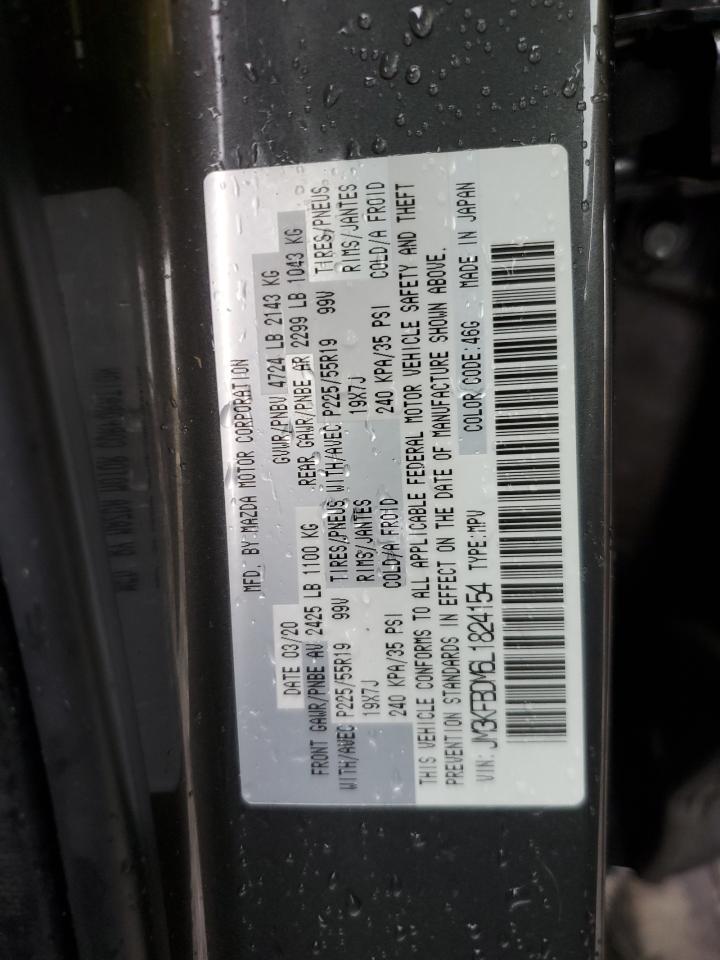 MFD. BY MAZDA MOTOR CORPORATION
DATE 03/20 GVWR/PNBV 4724 LB 2143 KG
FRONT GAWR/PNBE AV 2425 LB 1100 KG REAR GAWR/PNBE AR 2299 LB 1043 KG
WITH/AVEC P225/55R19 99V TIRES/PNEUS WITH/AVEC P225/55R19 99V TIRES/PNEUS
19X7J RIMS/JANTES 19X7J RIMS/JANTES
240 KPA/35 PSI COLD/A FROID 240 KPA/35 PSI COLD/A FROID
THIS VEHICLE CONFORMS TO ALL APPLICABLE FEDERAL MOTOR VEHICLE SAFETY AND THEFT
PREVENTION STANDARDS IN EFFECT ON THE DATE OF MANUFACTURE SHOWN ABOVE.
VIN: JM3KFBDM6L1824154 TYPE:MPV COLOR CODE:46G MADE IN JAPAN